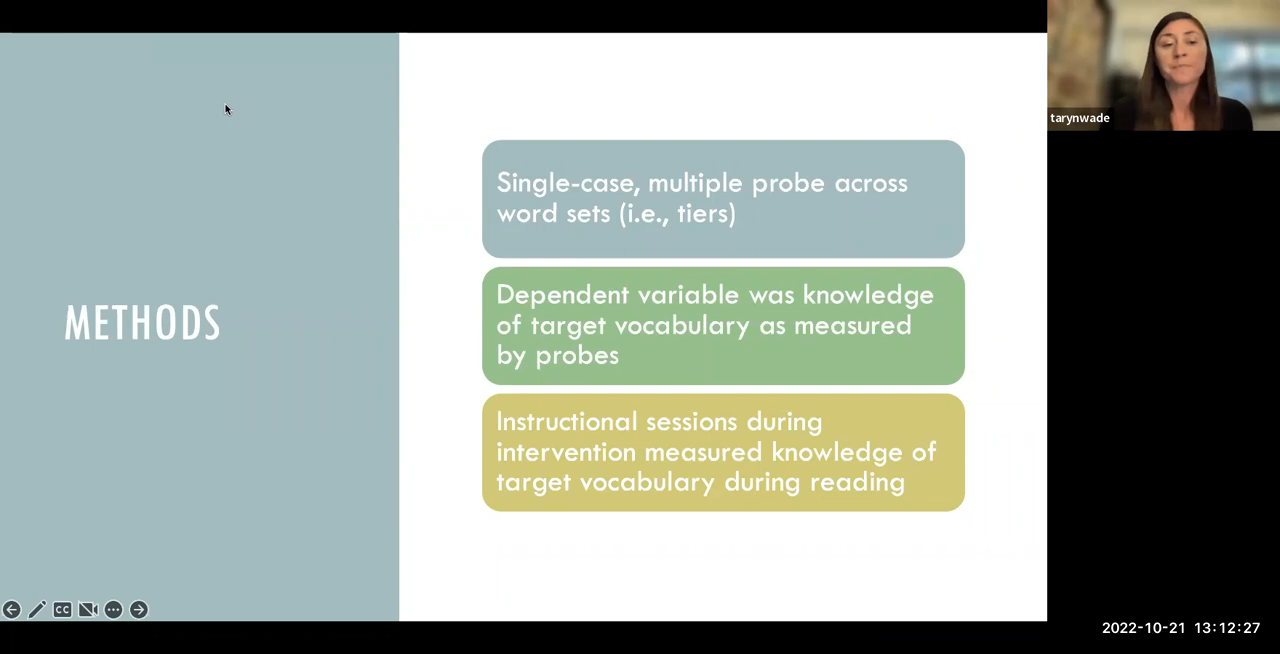 METHODS
Single-case, multiple probe across
word sets (i.e., tiers)
Dependent variable was knowledge
of target vocabulary as measured
by probes
Instructional sessions during
intervention measured knowledge of
target vocabulary during reading
tarynwade
CC
2022-10-21 13:12:27